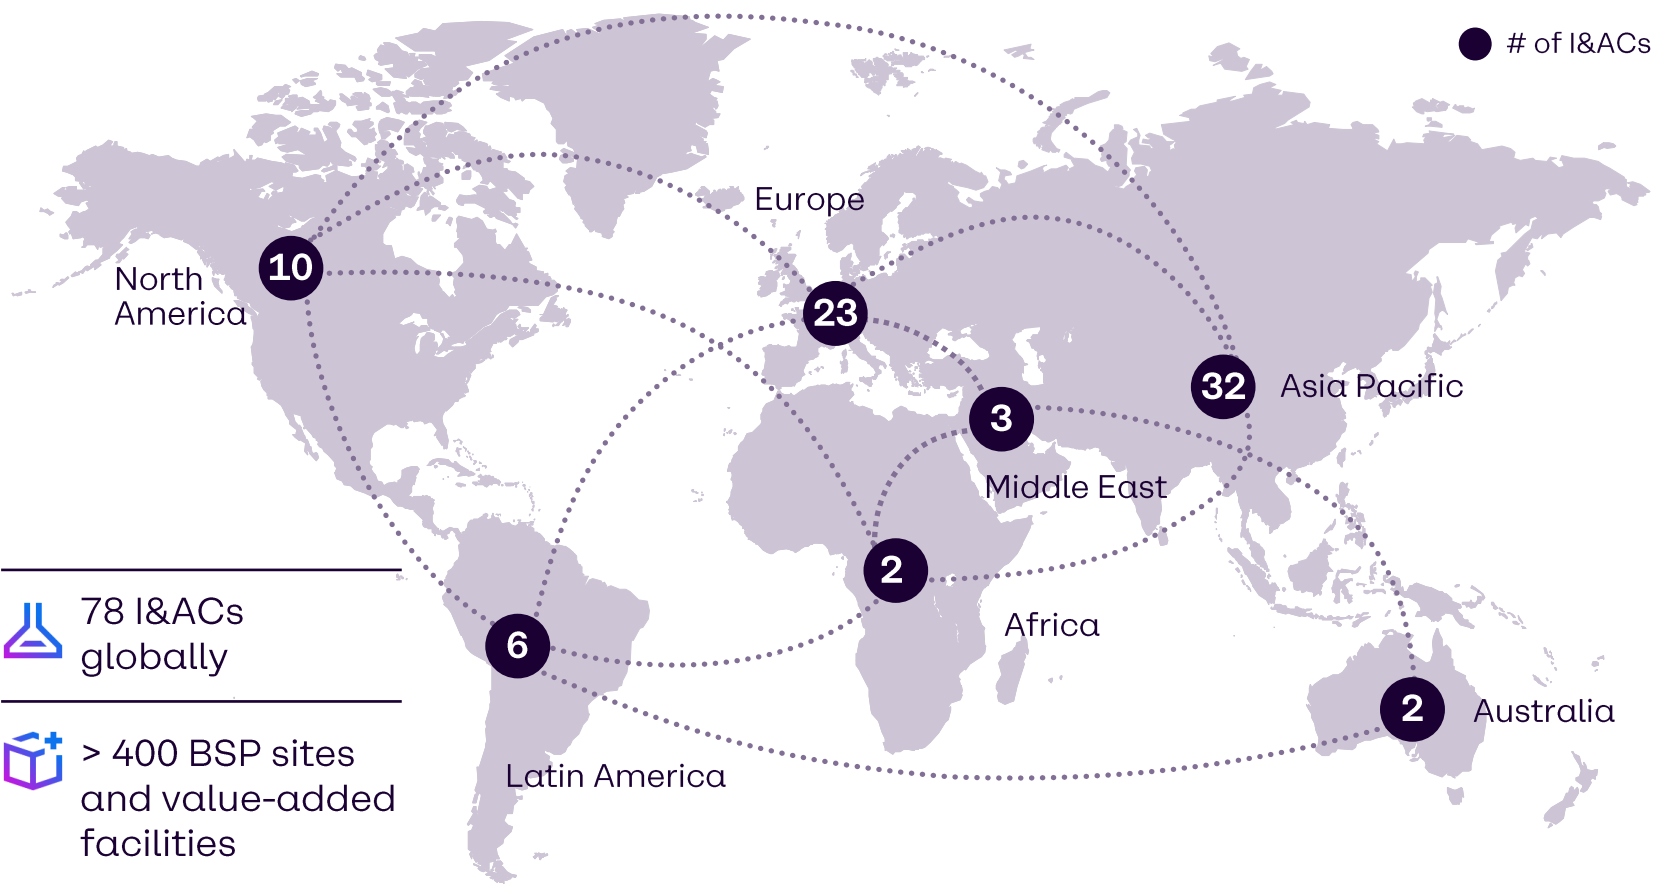 # of I&ACs
Europe
10
North
America
23
32
Asia Pacific
3
Middle East
2
Africa
6
2
Australia
Latin America
78 I&ACs
globally
> 400 BSP sites
and value-added
facilities